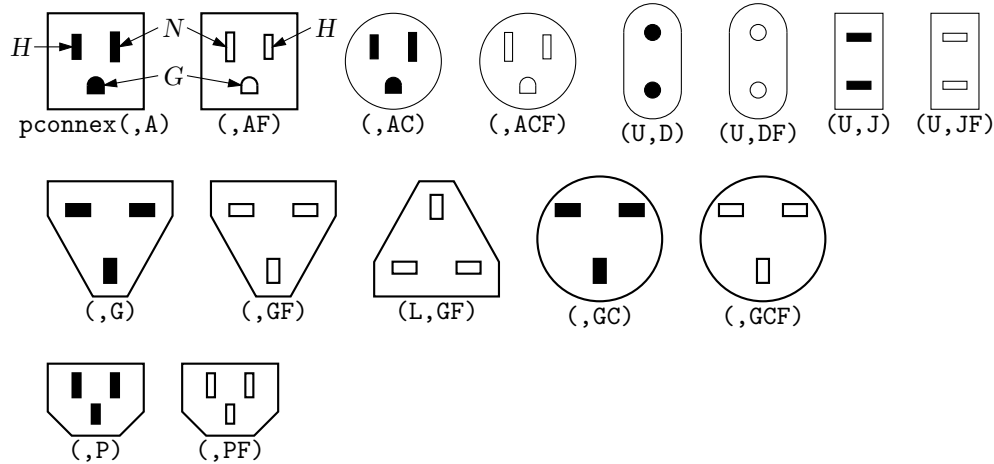 H N H
G
pconnex(,A) (,AF) (,AC) (,ACF) (U,D) (U,DF) (U,J) (U,JF)
(,G) (,GF) (L,GF) (,GC) (,GCF)
(,P) (,PF)